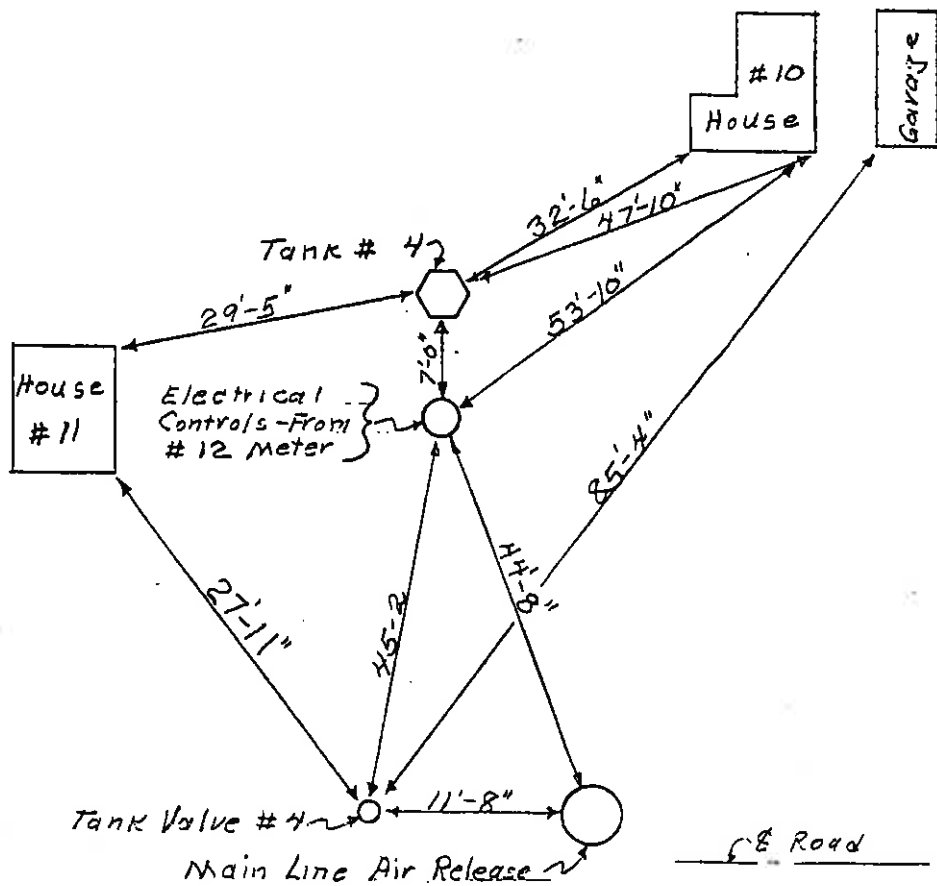 # 10
House
Garage
32'-6"
47'-10"
Tank # 4
29'-5"
53'-10"
7'-0"
House
# 11
Electrical
Controls-From
# 12 Meter
85'-4"
27'-11"
45'-2
44'-8"
Tank Valve #4
11'-8"
Main Line Air Release
℄ Road